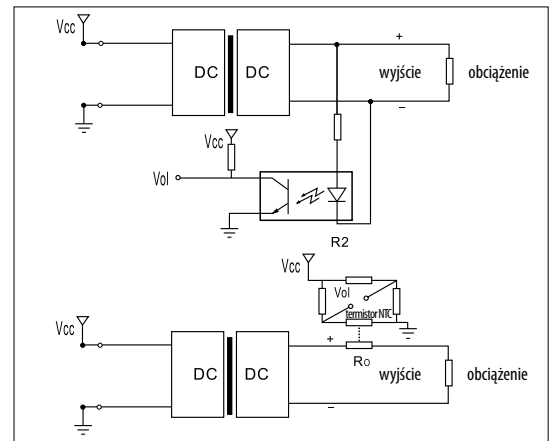 Vcc
DC DC
+
wyjście obciążenie
–
Vcc
Vol
R2
Vcc
Vol
termistor NTC
Vcc
+
Ro
DC DC
wyjście obciążenie
–